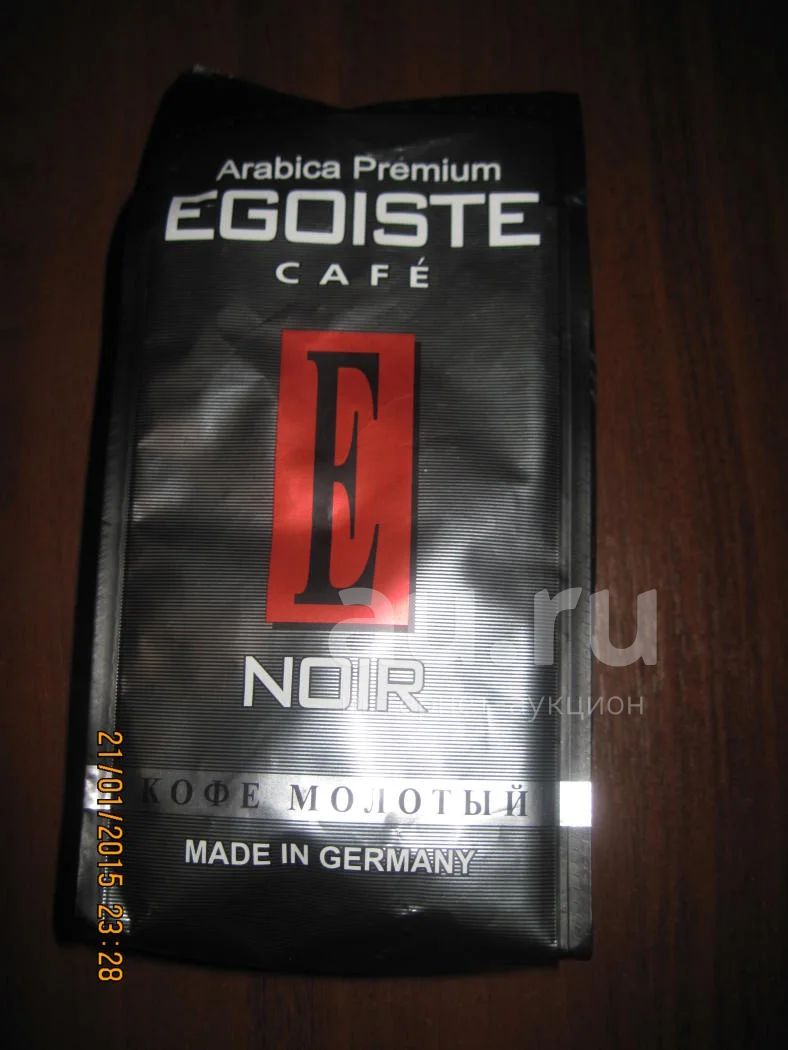 Arabica Premium
EGOISTE
CAFÉ
E
NOIR
КОФЕ МОЛОТЫЙ
MADE IN GERMANY
21/01/2015 23:28
au.ru
аукцион